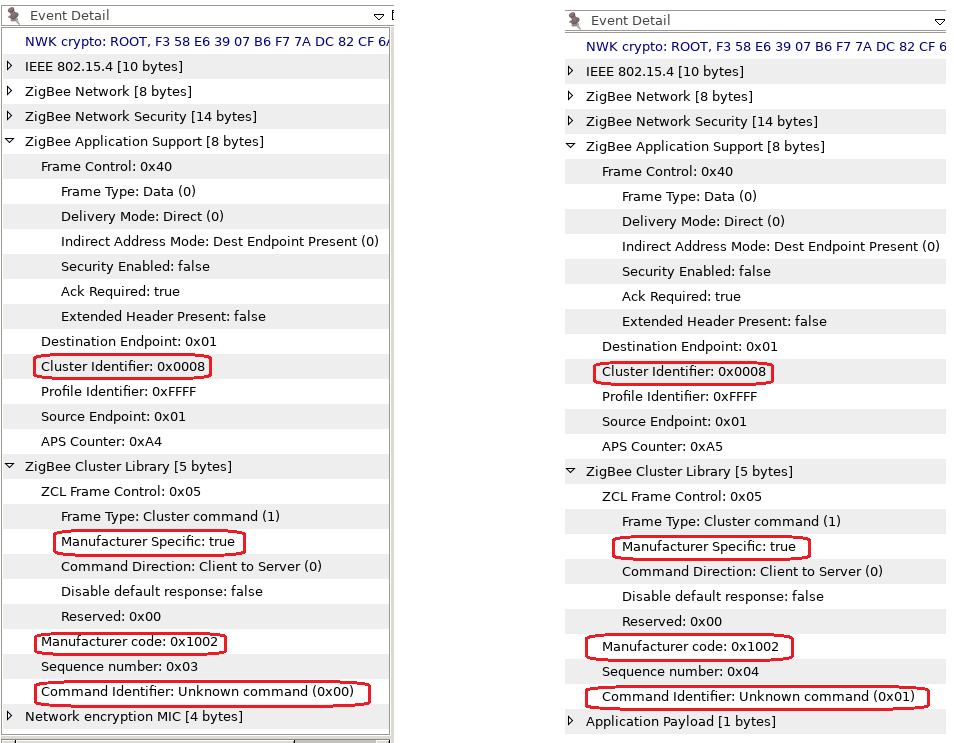 Event Detail
NWK crypto: ROOT, F3 58 E6 39 07 B6 F7 7A DC 82 CF 6
IEEE 802.15.4 [10 bytes]
ZigBee Network [8 bytes]
ZigBee Network Security [14 bytes]
ZigBee Application Support [8 bytes]
Frame Control: 0x40
Frame Type: Data (0)
Delivery Mode: Direct (0)
Indirect Address Mode: Dest Endpoint Present (0)
Security Enabled: false
Ack Required: true
Extended Header Present: false
Destination Endpoint: 0x01
Cluster Identifier: 0x0008
Profile Identifier: 0xFFFF
Source Endpoint: 0x01
APS Counter: 0xA4
ZigBee Cluster Library [5 bytes]
ZCL Frame Control: 0x05
Frame Type: Cluster command (1)
Manufacturer Specific: true
Command Direction: Client to Server (0)
Disable default response: false
Reserved: 0x00
Manufacturer code: 0x1002
Sequence number: 0x03
Command Identifier: Unknown command (0x00)
Network encryption MIC [4 bytes]
Event Detail
NWK crypto: ROOT, F3 58 E6 39 07 B6 F7 7A DC 82 CF 6
IEEE 802.15.4 [10 bytes]
ZigBee Network [8 bytes]
ZigBee Network Security [14 bytes]
ZigBee Application Support [8 bytes]
Frame Control: 0x40
Frame Type: Data (0)
Delivery Mode: Direct (0)
Indirect Address Mode: Dest Endpoint Present (0)
Security Enabled: false
Ack Required: true
Extended Header Present: false
Destination Endpoint: 0x01
Cluster Identifier: 0x0008
Profile Identifier: 0xFFFF
Source Endpoint: 0x01
APS Counter: 0xA5
ZigBee Cluster Library [5 bytes]
ZCL Frame Control: 0x05
Frame Type: Cluster command (1)
Manufacturer Specific: true
Command Direction: Client to Server (0)
Disable default response: false
Reserved: 0x00
Manufacturer code: 0x1002
Sequence number: 0x04
Command Identifier: Unknown command (0x01)
Application Payload [1 bytes]